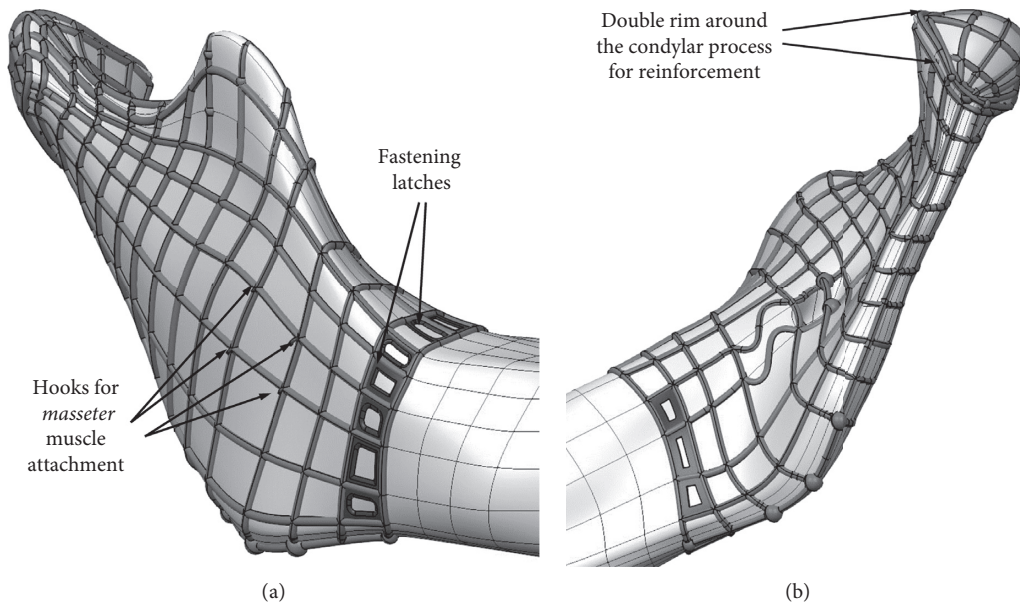 Double rim around
the condylar process
for reinforcement
Fastening
latches
Hooks for
masseter
muscle
attachment
(a)
(b)